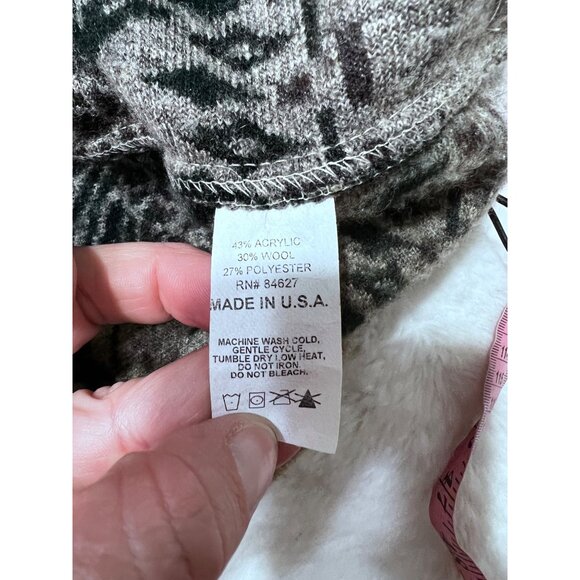 43% ACRYLIC
30% WOOL
27% POLYESTER
RN# 84627
MADE IN U.S.A.
MACHINE WASH COLD,
GENTLE CYCLE,
TUMBLE DRY LOW HEAT,
DO NOT IRON.
DO NOT BLEACH.